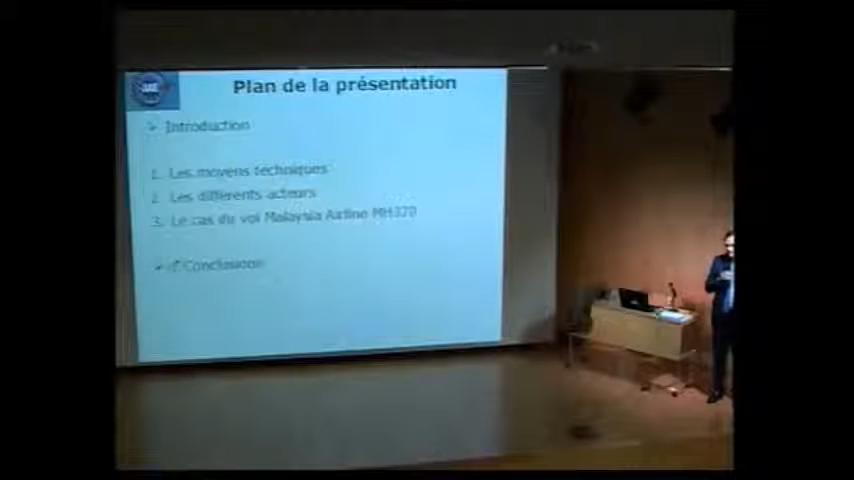 Plan de la présentation
➢ Introduction
1. Les moyens techniques
2. Les différents acteurs
3. Le cas du vol Malaysia Airline MH370
Conclusion